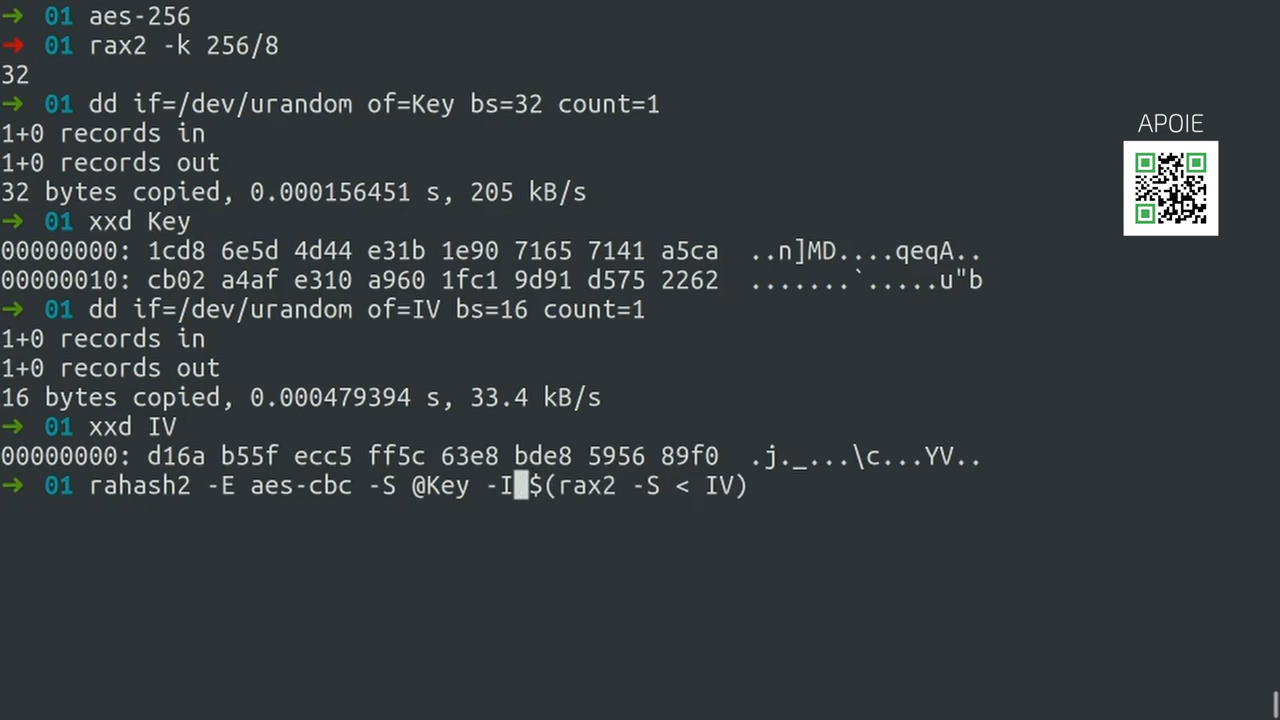 ➜ 01 aes-256
➜ 01 rax2 -k 256/8
32
➜ 01 dd if=/dev/urandom of=Key bs=32 count=1
1+0 records in
1+0 records out
32 bytes copied, 0.000156451 s, 205 kB/s
➜ 01 xxd Key
00000000: 1cd8 6e5d 4d44 e31b 1e90 7165 7141 a5ca ..n]MD....qeqA..
00000010: cb02 a4af e310 a960 1fc1 9d91 d575 2262 .......`.....u"b
➜ 01 dd if=/dev/urandom of=IV bs=16 count=1
1+0 records in
1+0 records out
16 bytes copied, 0.000479394 s, 33.4 kB/s
➜ 01 xxd IV
00000000: d16a b55f ecc5 ff5c 63e8 bde8 5956 89f0 .j._...\c...YV..
➜ 01 rahash2 -E aes-cbc -S @Key -I $(rax2 -S < IV)
APOIE